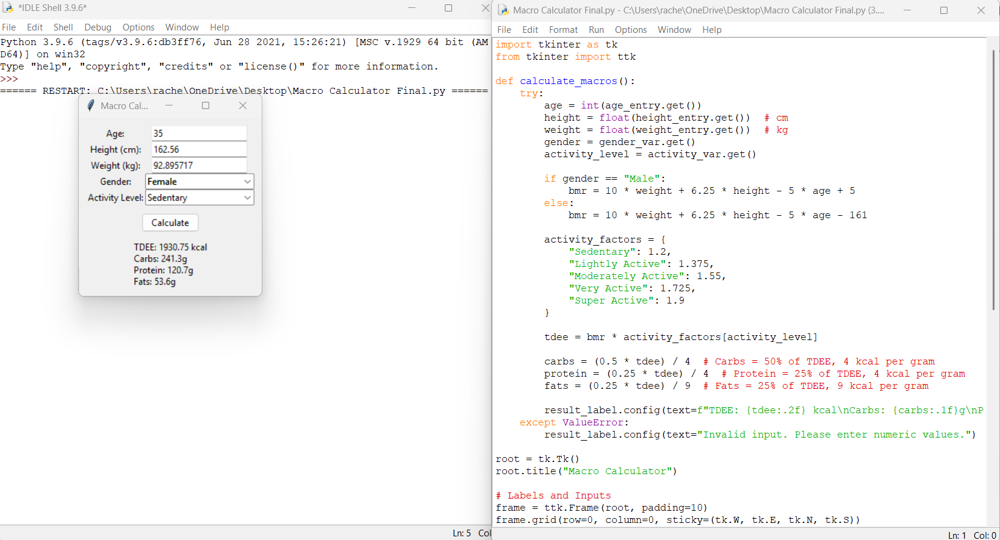 *IDLE Shell 3.9.6*
File Edit Shell Debug Options Window Help
Python 3.9.6 (tags/v3.9.6:db3ff76, Jun 28 2021, 15:26:21) [MSC v.1929 64 bit (AM
D64)] on win32
Type "help", "copyright", "credits" or "license()" for more information.
>>>
====== RESTART: C:\Users\rache\OneDrive\Desktop\Macro Calculator Final.py ======
Macro Cal...
Age: 35
Height (cm): 162.56
Weight (kg): 92.895717
Gender: Female
Activity Level: Sedentary
Calculate
TDEE: 1930.75 kcal
Carbs: 241.3g
Protein: 120.7g
Fats: 53.6g
Ln: 5 Col
Macro Calculator Final.py - C:\Users\rache\OneDrive\Desktop\Macro Calculator Final.py (3....
File Edit Format Run Options Window Help
import tkinter as tk
from tkinter import ttk
def calculate_macros():
    try:
        age = int(age_entry.get())
        height = float(height_entry.get())  # cm
        weight = float(weight_entry.get())  # kg
        gender = gender_var.get()
        activity_level = activity_var.get()
        if gender == "Male":
            bmr = 10 * weight + 6.25 * height - 5 * age + 5
        else:
            bmr = 10 * weight + 6.25 * height - 5 * age - 161
        activity_factors = {
            "Sedentary": 1.2,
            "Lightly Active": 1.375,
            "Moderately Active": 1.55,
            "Very Active": 1.725,
            "Super Active": 1.9
        }
        tdee = bmr * activity_factors[activity_level]
        carbs = (0.5 * tdee) / 4  # Carbs = 50% of TDEE, 4 kcal per gram
        protein = (0.25 * tdee) / 4  # Protein = 25% of TDEE, 4 kcal per gram
        fats = (0.25 * tdee) / 9  # Fats = 25% of TDEE, 9 kcal per gram
        result_label.config(text=f"TDEE: {tdee:.2f} kcal\nCarbs: {carbs:.1f}g\nP
    except ValueError:
        result_label.config(text="Invalid input. Please enter numeric values.")
root = tk.Tk()
root.title("Macro Calculator")
# Labels and Inputs
frame = ttk.Frame(root, padding=10)
frame.grid(row=0, column=0, sticky=(tk.W, tk.E, tk.N, tk.S))
Ln: 1 Col: 0